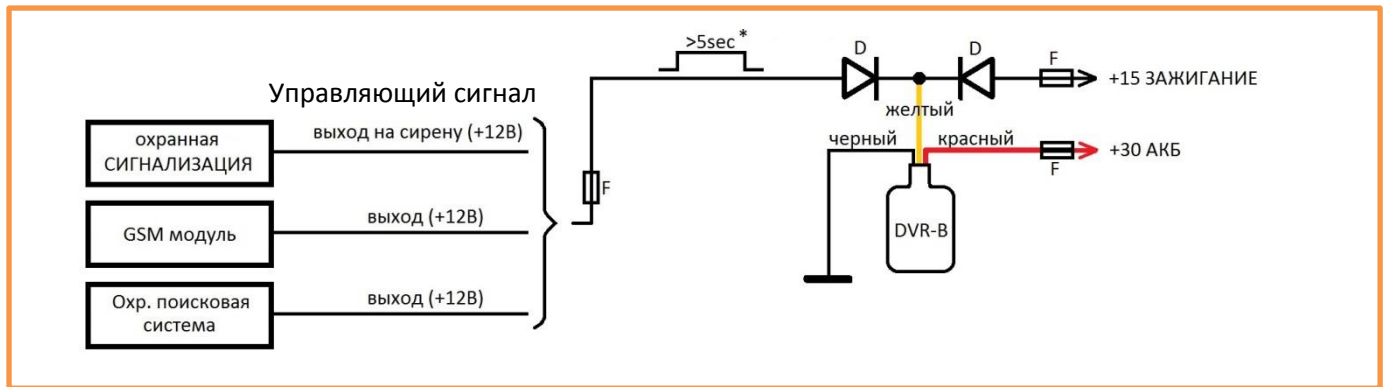 >5sec*
D
D
F
+15 ЗАЖИГАНИЕ
Управляющий сигнал
желтый
охранная
СИГНАЛИЗАЦИЯ
выход на сирену (+12В)
черный
красный
+30 АКБ
F
F
GSM модуль
выход (+12В)
DVR-B
Охр. поисковая
система
выход (+12В)